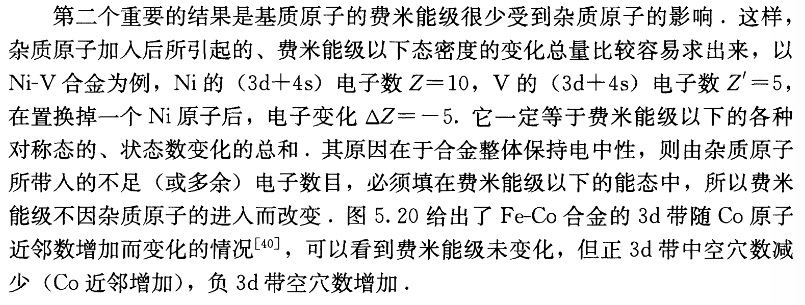 第二个重要的结果是基质原子的费米能级很少受到杂质原子的影响．这样，
杂质原子加入后所引起的、费米能级以下态密度的变化总量比较容易求出来，以
Ni-V 合金为例，Ni 的（3d＋4s）电子数 Z＝10，V 的（3d＋4s）电子数 Z′＝5，
在置换掉一个 Ni 原子后，电子变化 ΔZ＝－5. 它一定等于费米能级以下的各种
对称态的、状态数变化的总和．其原因在于合金整体保持电中性，则由杂质原子
所带入的不足（或多余）电子数目，必须填在费米能级以下的能态中，所以费米
能级不因杂质原子的进入而改变．图 5.20 给出了 Fe-Co 合金的 3d 带随 Co 原子
近邻数增加而变化的情况[40]，可以看到费米能级未变化，但正 3d 带中空穴数减
少（Co 近邻增加），负 3d 带空穴数增加．